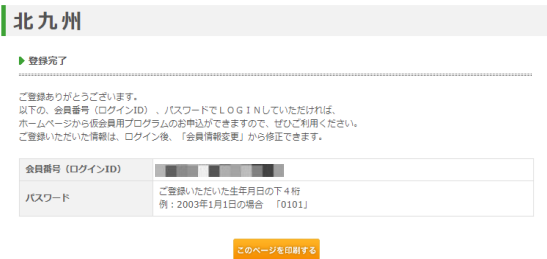 北九州
登録完了
ご登録ありがとうございます。
以下の、会員番号（ログインID）、パスワードでＬＯＧＩＮしていただければ、
ホームページから仮会員用プログラムのお申込ができますので、ぜひご利用ください。
ご登録いただいた情報は、ログイン後、「会員情報変更」から修正できます。
会員番号（ログインID）
パスワード
ご登録いただいた生年月日の下４桁
例：2003年1月1日の場合　「0101」
このページを印刷する